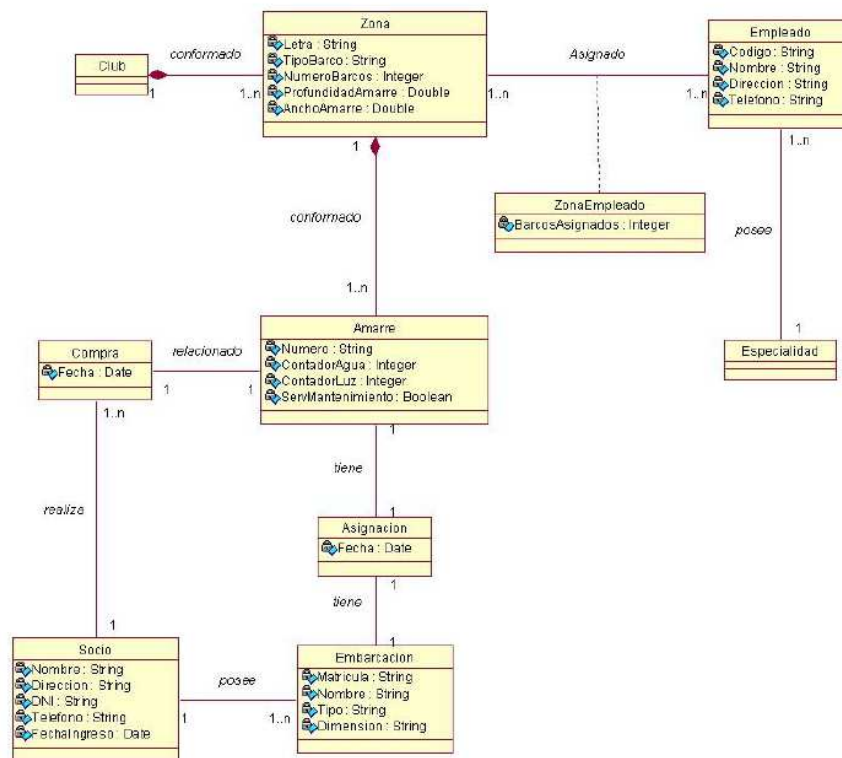 Club
1
conformado
1..n
Zona
Letra : String
TipoBarco : String
NumeroBarcos : Integer
ProfundidadAmarre : Double
AnchoAmarre : Double
1..n
Asignado
1..n
Empleado
Codigo : String
Nombre : String
Direccion : String
Telefono : String
1
conformado
1..n
ZonaEmpleado
BarcosAsignados : Integer
1..n
posee
1
Especialidad
Compra
Fecha : Date
1
relacionado
1
Amarre
Numero : String
ContadorAgua : Integer
ContadorLuz : Integer
ServMantenimiento : Boolean
1..n
realiza
1
1
tiene
1
Asignacion
Fecha : Date
1
tiene
1
Socio
Nombre : String
Direccion : String
DNI : String
Telefono : String
FechaIngreso : Date
1
posee
1..n
Embarcacion
Matricula : String
Nombre : String
Tipo : String
Dimension : String